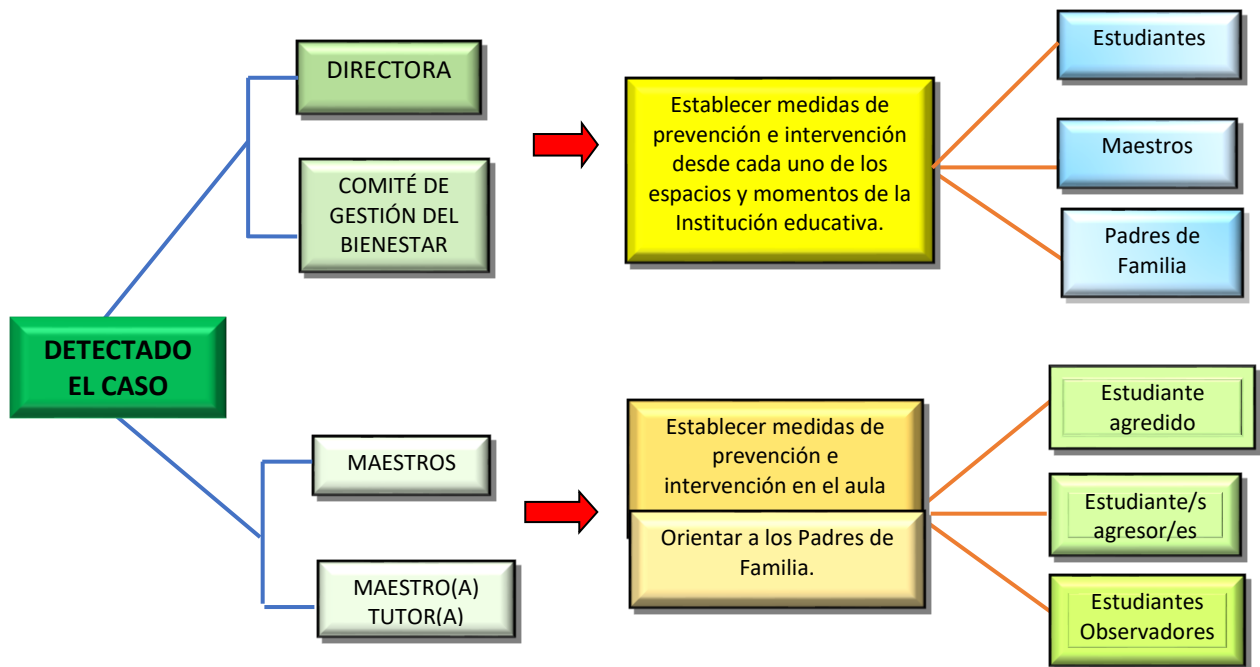 DETECTADO
EL CASO
DIRECTORA
COMITÉ DE
GESTIÓN DEL
BIENESTAR
Establecer medidas de
prevención e intervención
desde cada uno de los
espacios y momentos de la
Institución educativa.
Estudiantes
Maestros
Padres de
Familia
MAESTROS
MAESTRO(A)
TUTOR(A)
Establecer medidas de
prevención e
intervención en el aula
Orientar a los Padres de
Familia.
Estudiante
agredido
Estudiante/s
agresor/es
Estudiantes
Observadores